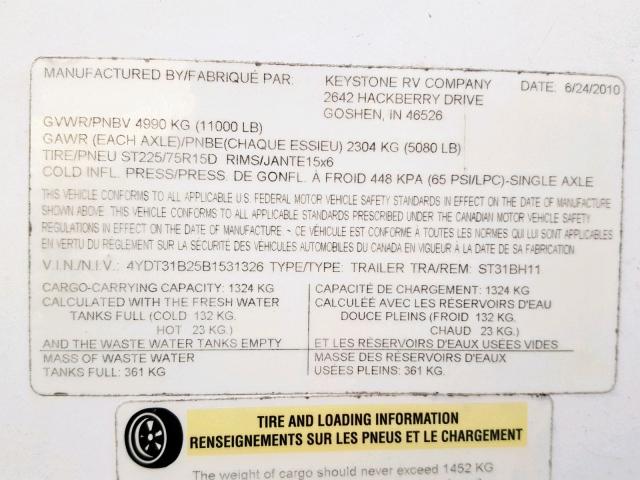 MANUFACTURED BY/FABRIQUÉ PAR: KEYSTONE RV COMPANY DATE: 6/24/2010
2642 HACKBERRY DRIVE
GOSHEN, IN 46526
GVWR/PNBV 4990 KG (11000 LB)
GAWR (EACH AXLE)/PNBE(CHAQUE ESSIEU) 2304 KG (5080 LB)
TIRE/PNEU ST225/75R15D RIMS/JANTE15x6
COLD INFL. PRESS/PRESS. DE GONFL. À FROID 448 KPA (65 PSI/LPC)-SINGLE AXLE
THIS VEHICLE CONFORMS TO ALL APPLICABLE U.S. FEDERAL MOTOR VEHICLE SAFETY STANDARDS IN EFFECT ON THE DATE OF MANUFACTURE
SHOWN ABOVE. THIS VEHICLE CONFORMS TO ALL APPLICABLE STANDARDS PRESCRIBED UNDER THE CANADIAN MOTOR VEHICLE SAFETY
REGULATIONS IN EFFECT ON THE DATE OF MANUFACTURE. ~ CE VÉHICULE EST CONFORME À TOUTES LES NORMES QUI LUI SONT APPLICABLES
EN VERTU DU RÈGLEMENT SUR LA SÉCURITÉ DES VÉHICULES AUTOMOBILES DU CANADA EN VIGUEUR À LA DATE DE SA FABRICATION.
V.I.N./N.I.V.: 4YDT31B25B1531326 TYPE/TYPE: TRAILER TRA/REM: ST31BH11
CARGO-CARRYING CAPACITY: 1324 KG
CALCULATED WITH THE FRESH WATER
TANKS FULL (COLD 132 KG.
HOT 23 KG.)
AND THE WASTE WATER TANKS EMPTY
MASS OF WASTE WATER
TANKS FULL: 361 KG
CAPACITÉ DE CHARGEMENT: 1324 KG
CALCULÉE AVEC LES RÉSERVOIRS D'EAU
DOUCE PLEINS (FROID 132 KG.
CHAUD 23 KG.)
ET LES RÉSERVOIRS D'EAUX USÉES VIDES
MASSE DES RÉSERVOIRS D'EAUX
USÉES PLEINS: 361 KG.
TIRE AND LOADING INFORMATION
RENSEIGNEMENTS SUR LES PNEUS ET LE CHARGEMENT
The weight of cargo should never exceed 1452 KG